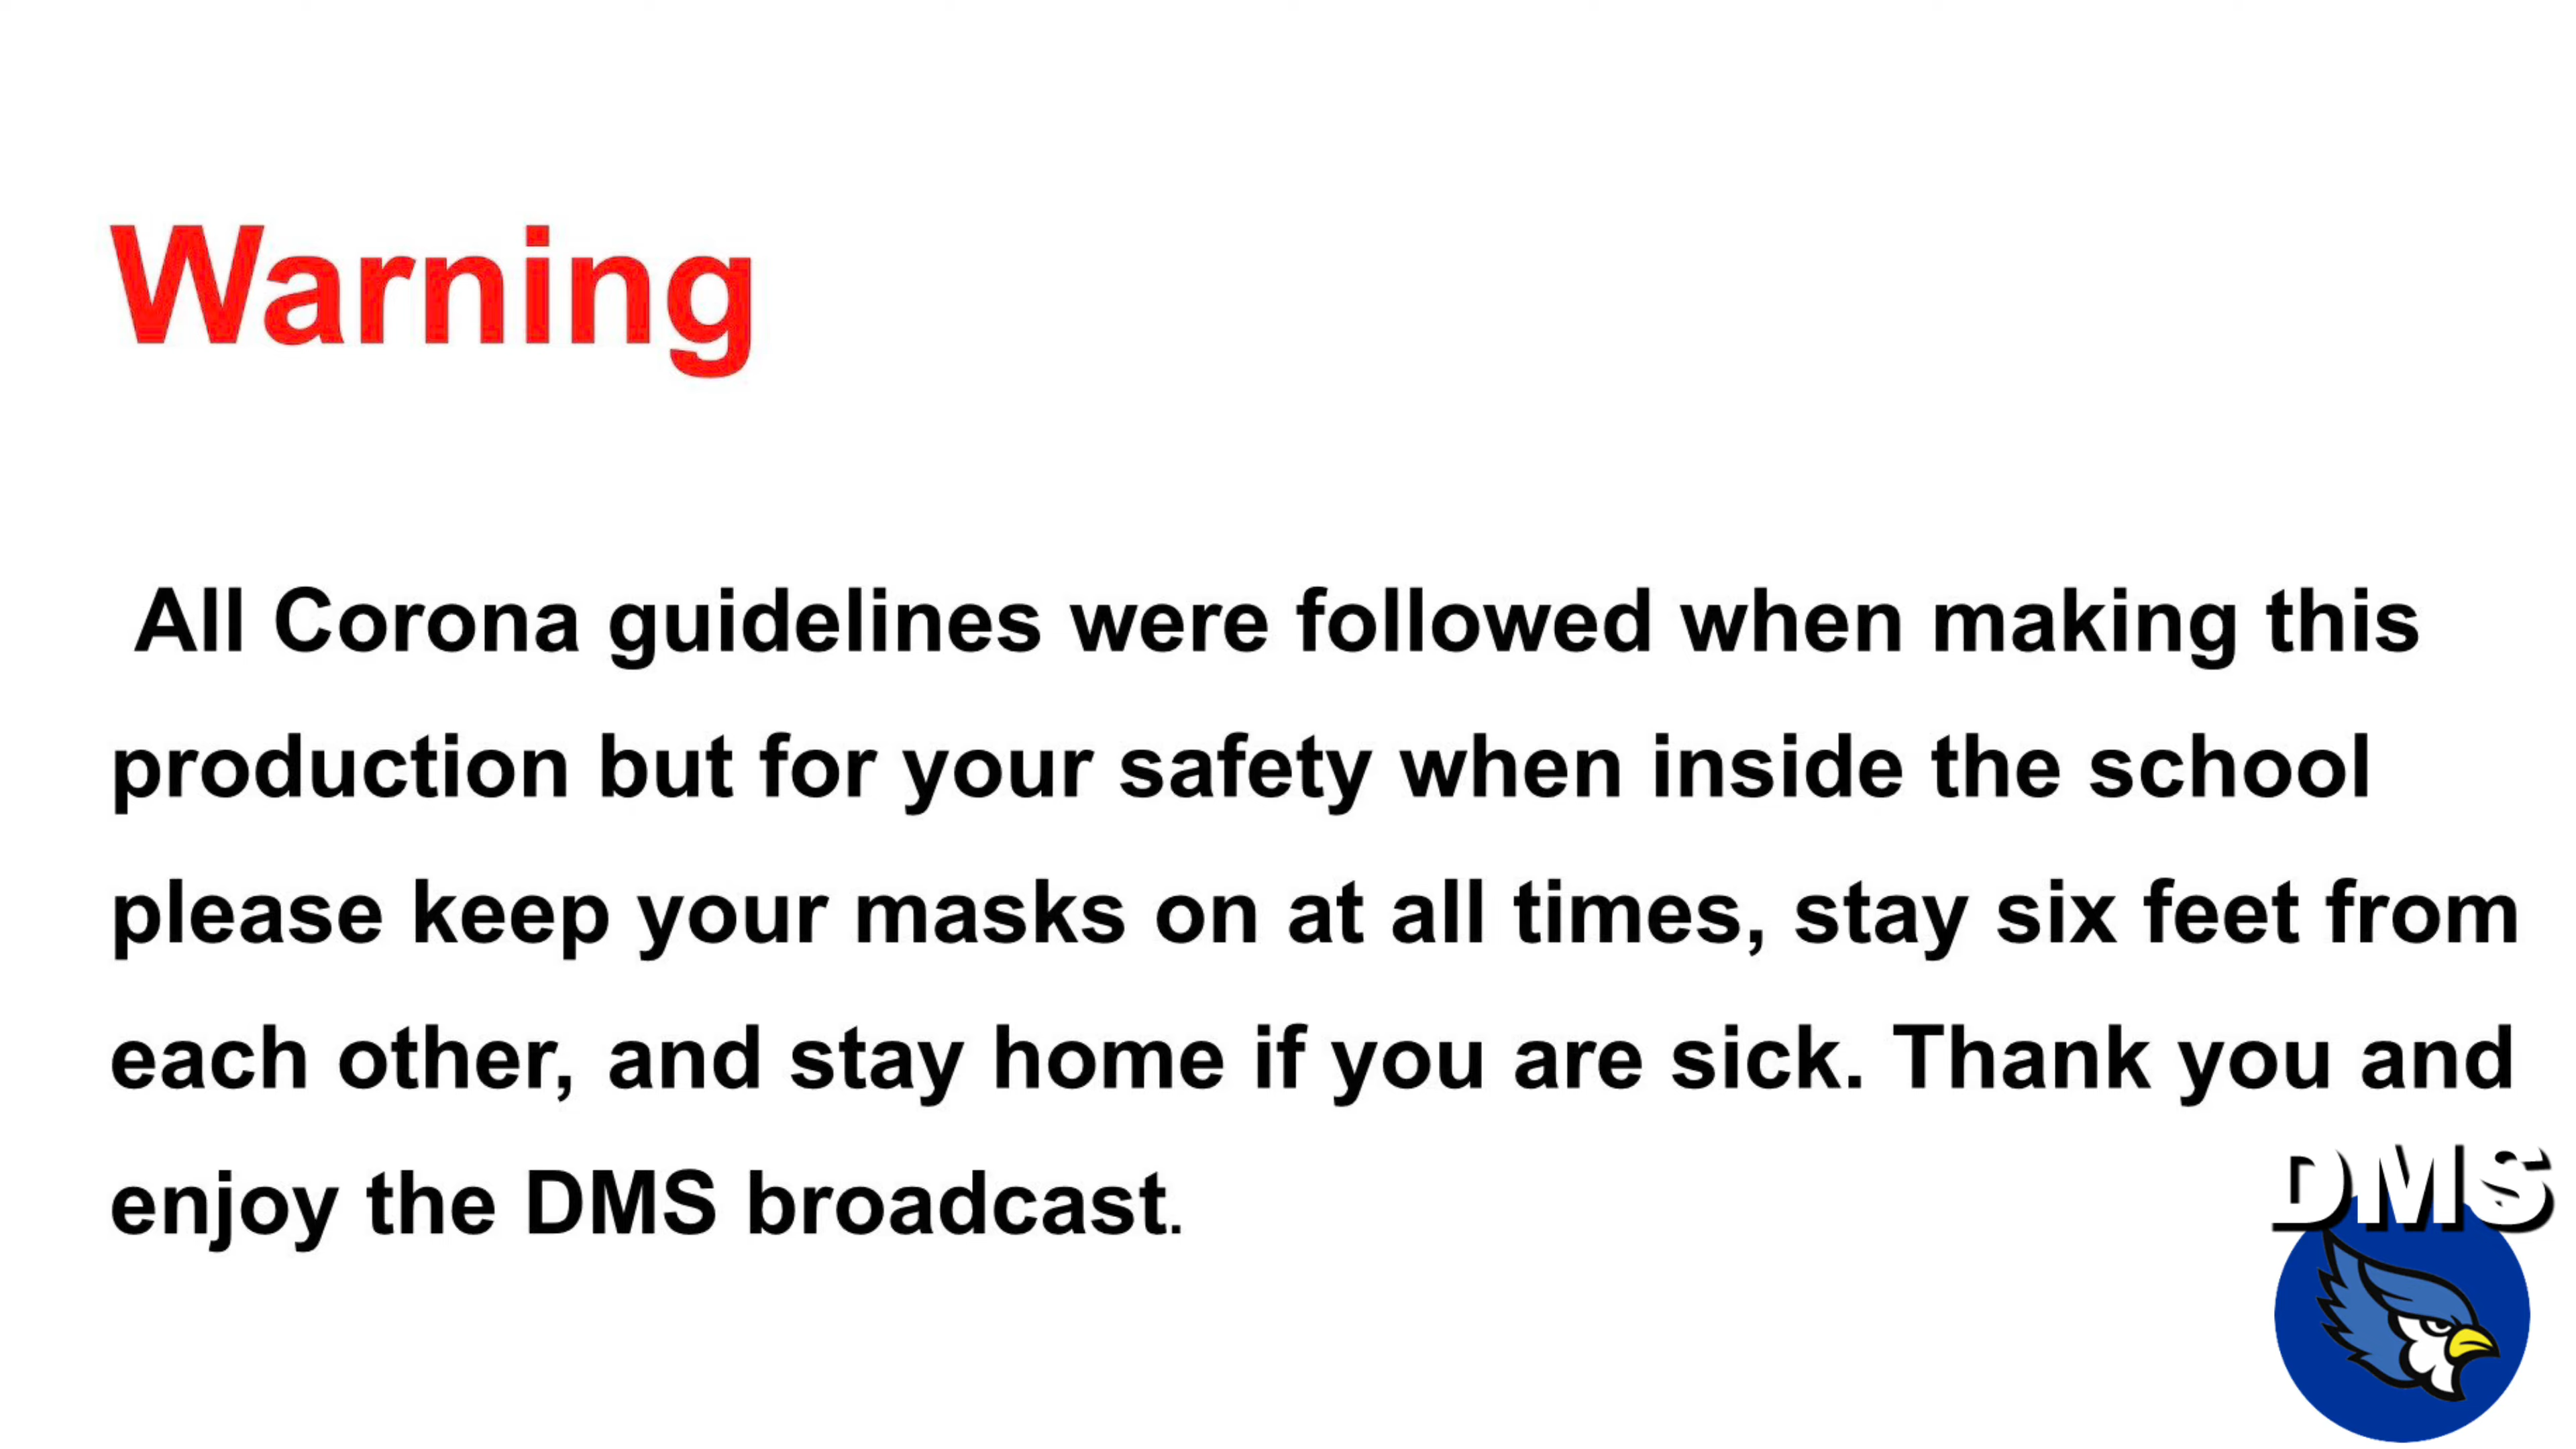 Warning
All Corona guidelines were followed when making this
production but for your safety when inside the school
please keep your masks on at all times, stay six feet from
each other, and stay home if you are sick. Thank you and
enjoy the DMS broadcast.
DMS